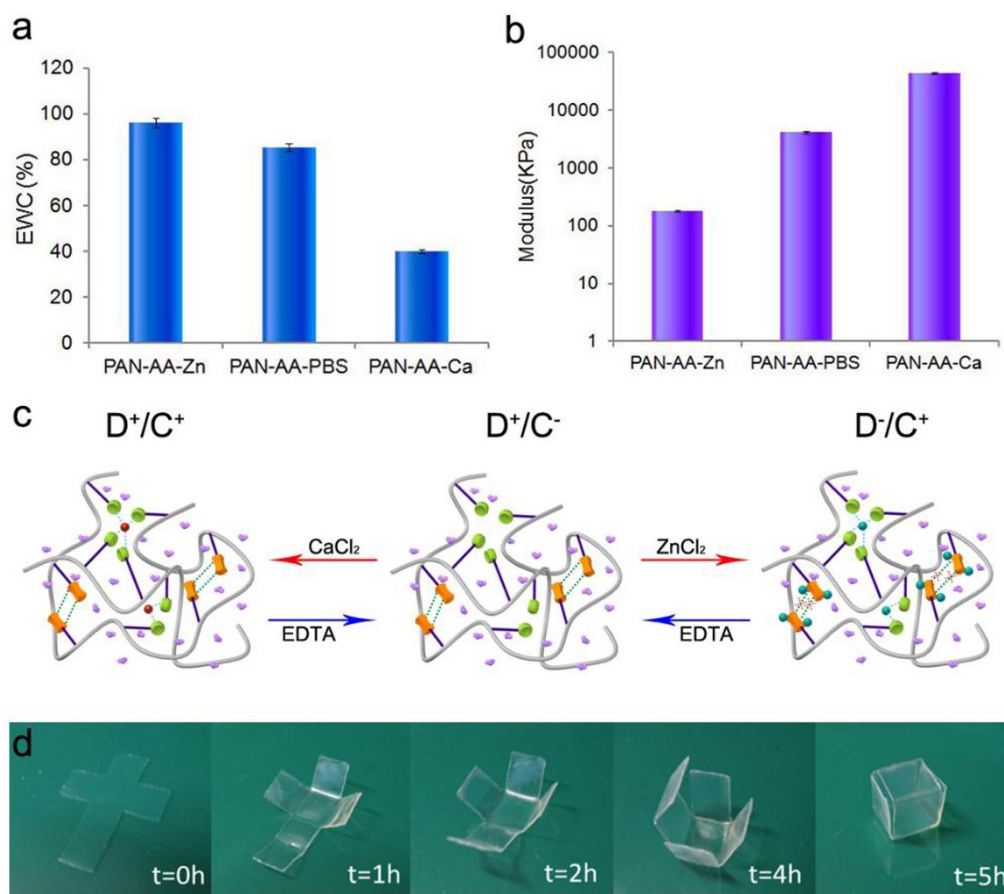 a
EWC (%)
120
100
80
60
40
20
0
PAN-AA-Zn PAN-AA-PBS PAN-AA-Ca
b
Modulus(KPa)
100000
10000
1000
100
10
1
PAN-AA-Zn PAN-AA-PBS PAN-AA-Ca
c
D⁺/C⁺ D⁺/C⁻ D⁻/C⁺
CaCl₂ ZnCl₂
EDTA EDTA
d
t=0h t=1h t=2h t=4h t=5h